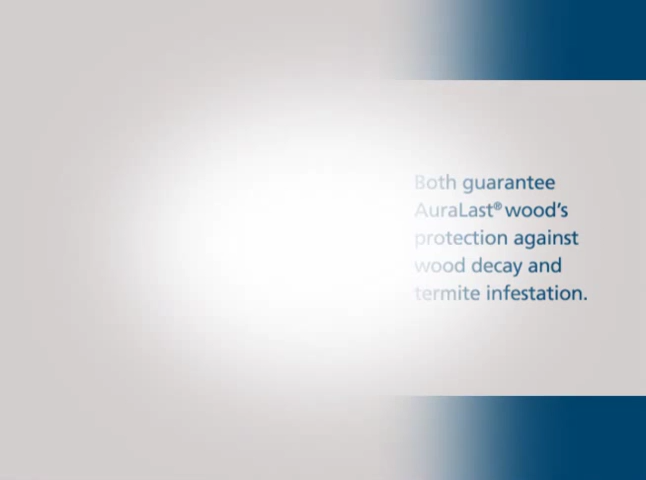 Both guarantee
AuraLast® wood's
protection against
wood decay and
termite infestation.